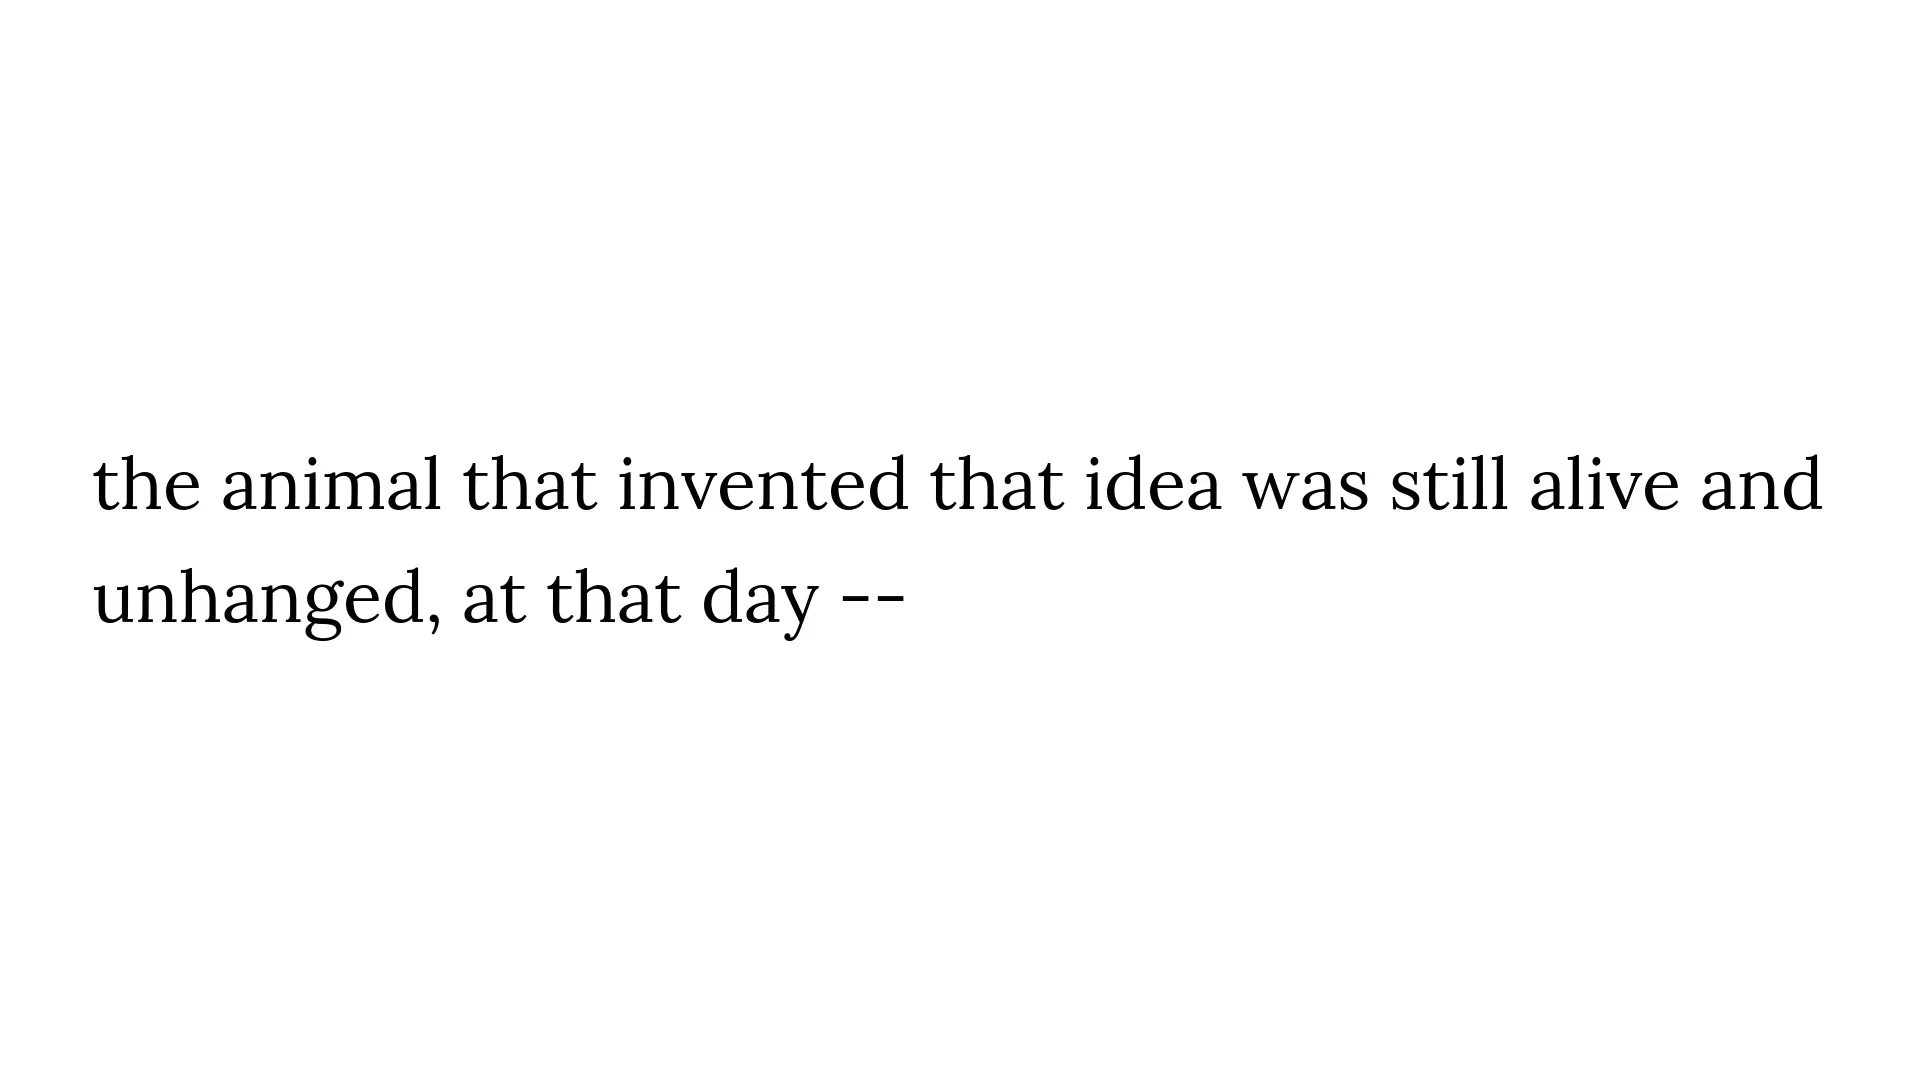 the animal that invented that idea was still alive and
unhanged, at that day --